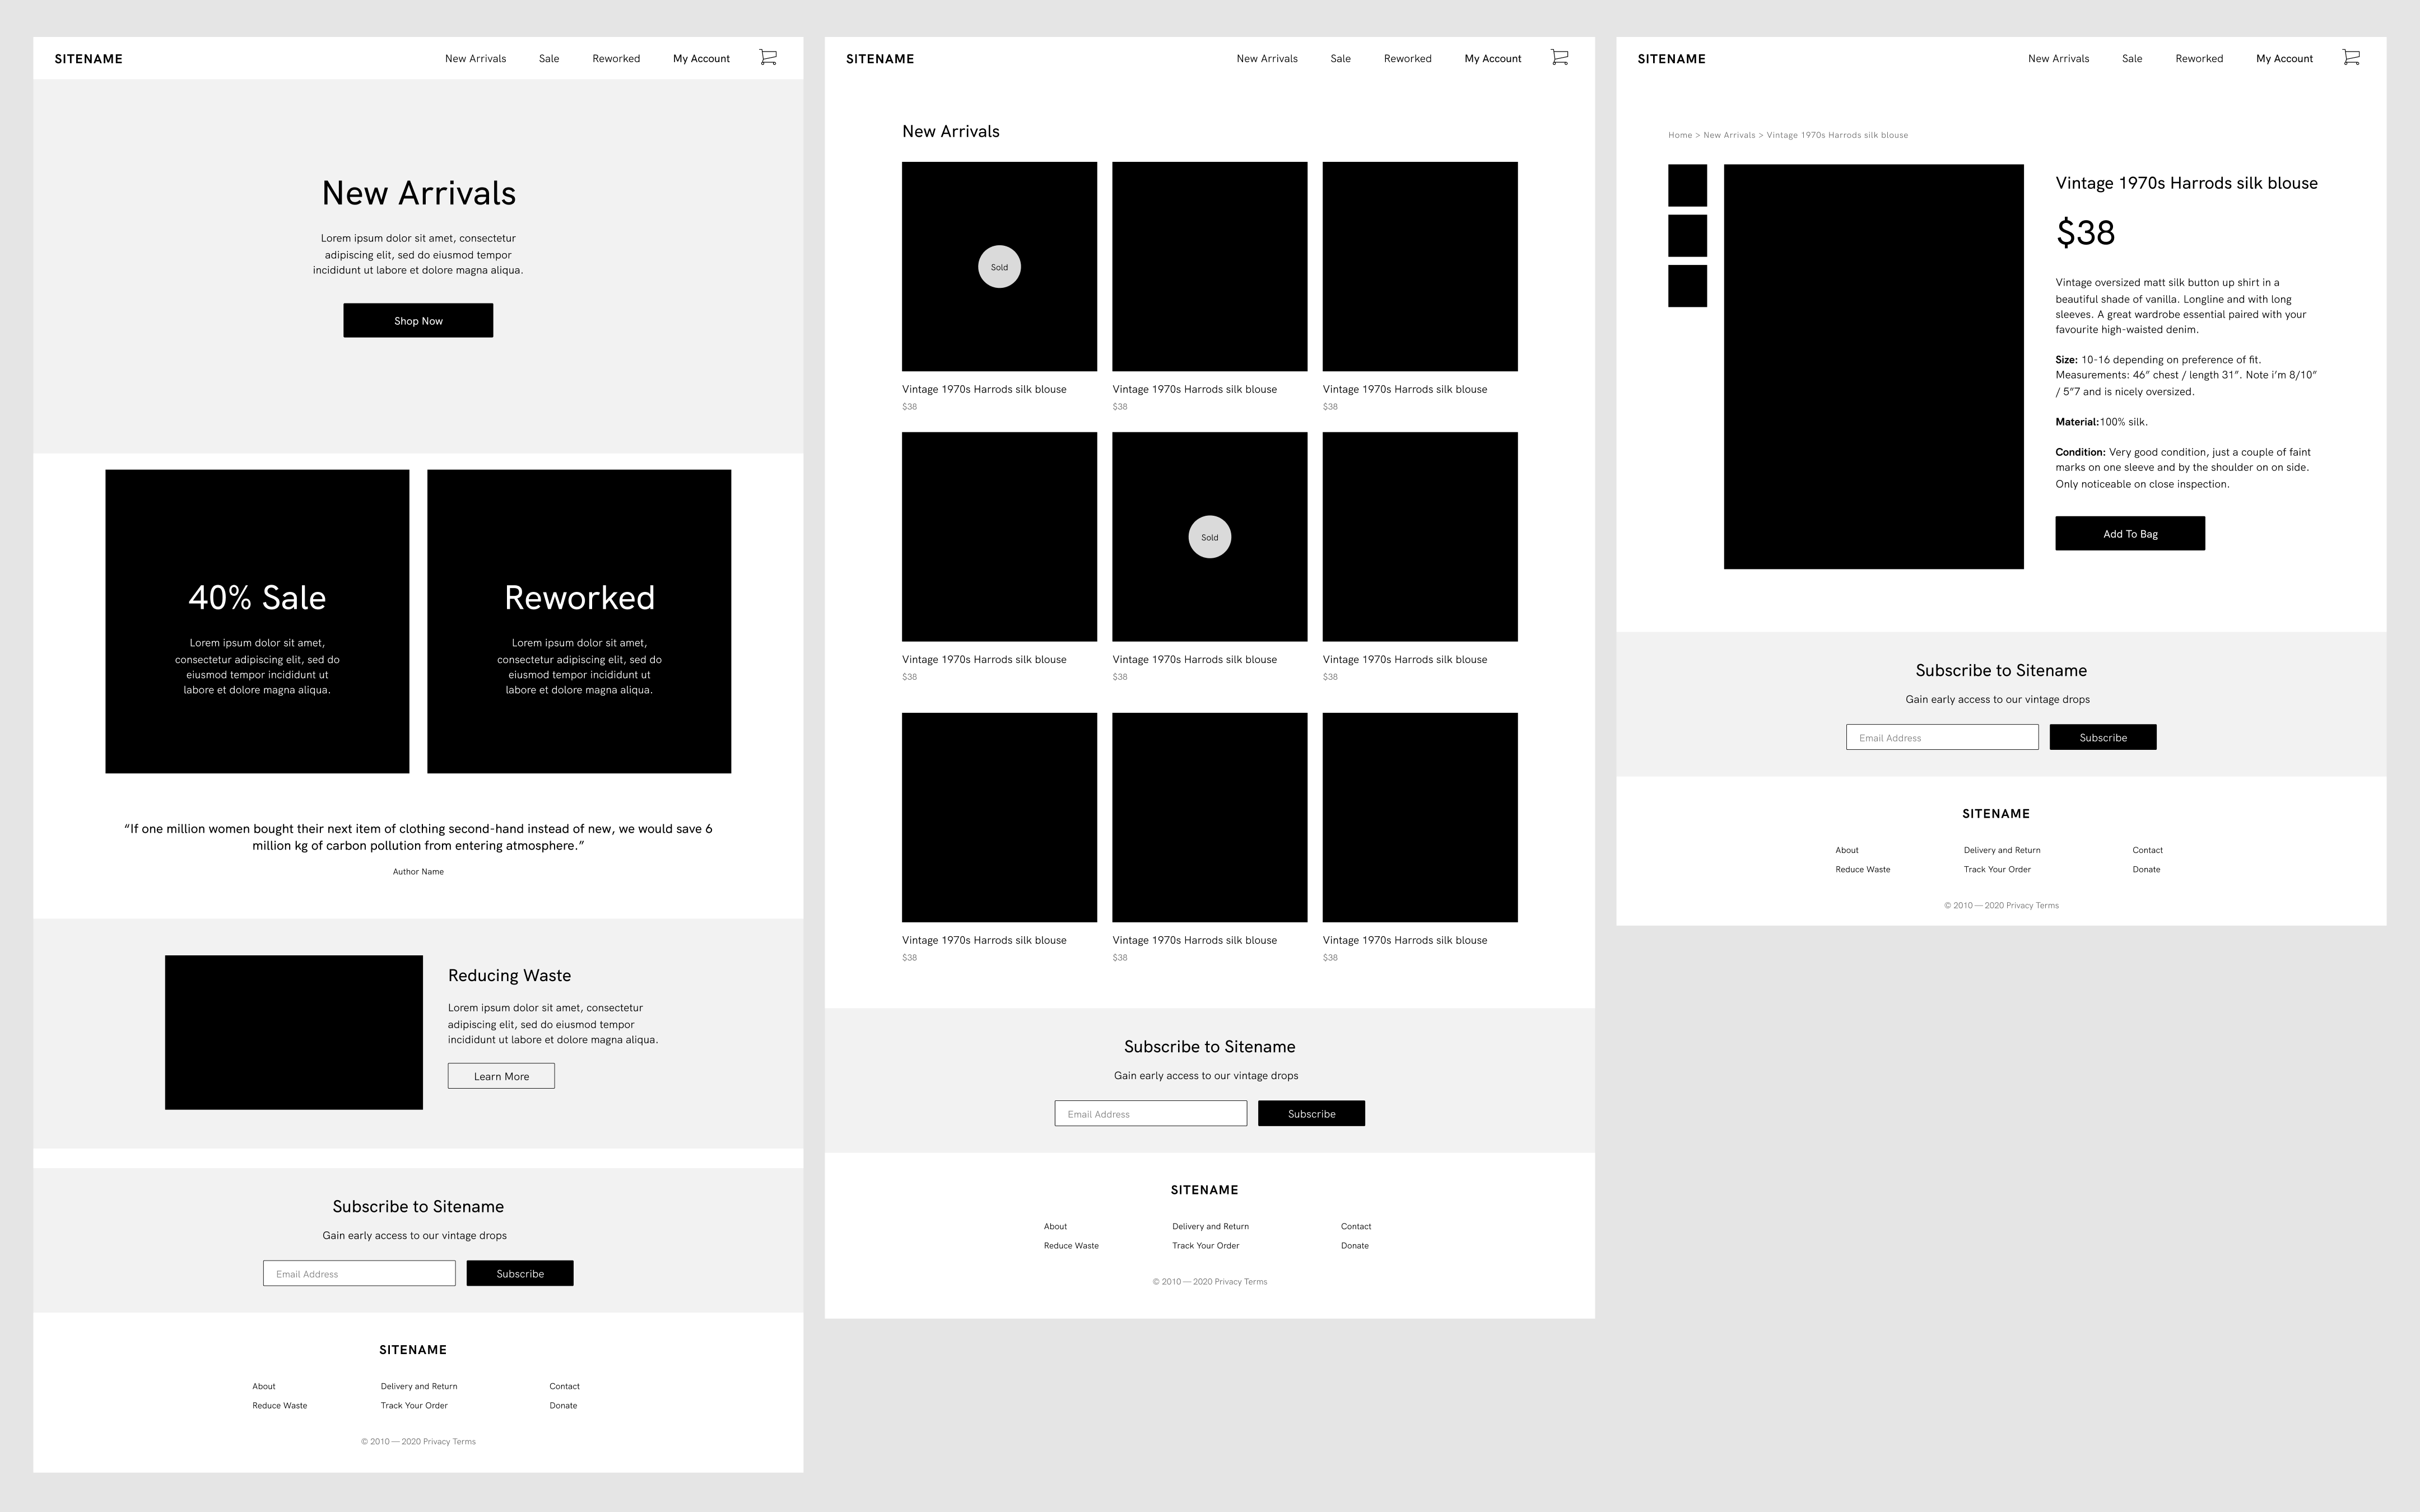 SITENAME
New Arrivals Sale Reworked My Account
New Arrivals
Lorem ipsum dolor sit amet, consectetur
adipiscing elit, sed do eiusmod tempor
incididunt ut labore et dolore magna aliqua.
Shop Now
40% Sale
Lorem ipsum dolor sit amet,
consectetur adipiscing elit, sed do
eiusmod tempor incididunt ut
labore et dolore magna aliqua.
Reworked
Lorem ipsum dolor sit amet,
consectetur adipiscing elit, sed do
eiusmod tempor incididunt ut
labore et dolore magna aliqua.
“If one million women bought their next item of clothing second-hand instead of new, we would save 6
million kg of carbon pollution from entering atmosphere.”
Author Name
Reducing Waste
Lorem ipsum dolor sit amet, consectetur
adipiscing elit, sed do eiusmod tempor
incididunt ut labore et dolore magna aliqua.
Learn More
Subscribe to Sitename
Gain early access to our vintage drops
Email Address
Subscribe
SITENAME
About Delivery and Return Contact
Reduce Waste Track Your Order Donate
© 2010 — 2020 Privacy Terms
SITENAME
New Arrivals Sale Reworked My Account
New Arrivals
Sold
Vintage 1970s Harrods silk blouse Vintage 1970s Harrods silk blouse Vintage 1970s Harrods silk blouse
$38 $38 $38
Sold
Vintage 1970s Harrods silk blouse Vintage 1970s Harrods silk blouse Vintage 1970s Harrods silk blouse
$38 $38 $38
Vintage 1970s Harrods silk blouse Vintage 1970s Harrods silk blouse Vintage 1970s Harrods silk blouse
$38 $38 $38
Subscribe to Sitename
Gain early access to our vintage drops
Email Address
Subscribe
SITENAME
About Delivery and Return Contact
Reduce Waste Track Your Order Donate
© 2010 — 2020 Privacy Terms
SITENAME
New Arrivals Sale Reworked My Account
Home > New Arrivals > Vintage 1970s Harrods silk blouse
Vintage 1970s Harrods silk blouse
$38
Vintage oversized matt silk button up shirt in a
beautiful shade of vanilla. Longline and with long
sleeves. A great wardrobe essential paired with your
favourite high-waisted denim.
Size: 10-16 depending on preference of fit.
Measurements: 46” chest / length 31”. Note i’m 8/10”
/ 5”7 and is nicely oversized.
Material:100% silk.
Condition: Very good condition, just a couple of faint
marks on one sleeve and by the shoulder on on side.
Only noticeable on close inspection.
Add To Bag
Subscribe to Sitename
Gain early access to our vintage drops
Email Address
Subscribe
SITENAME
About Delivery and Return Contact
Reduce Waste Track Your Order Donate
© 2010 — 2020 Privacy Terms